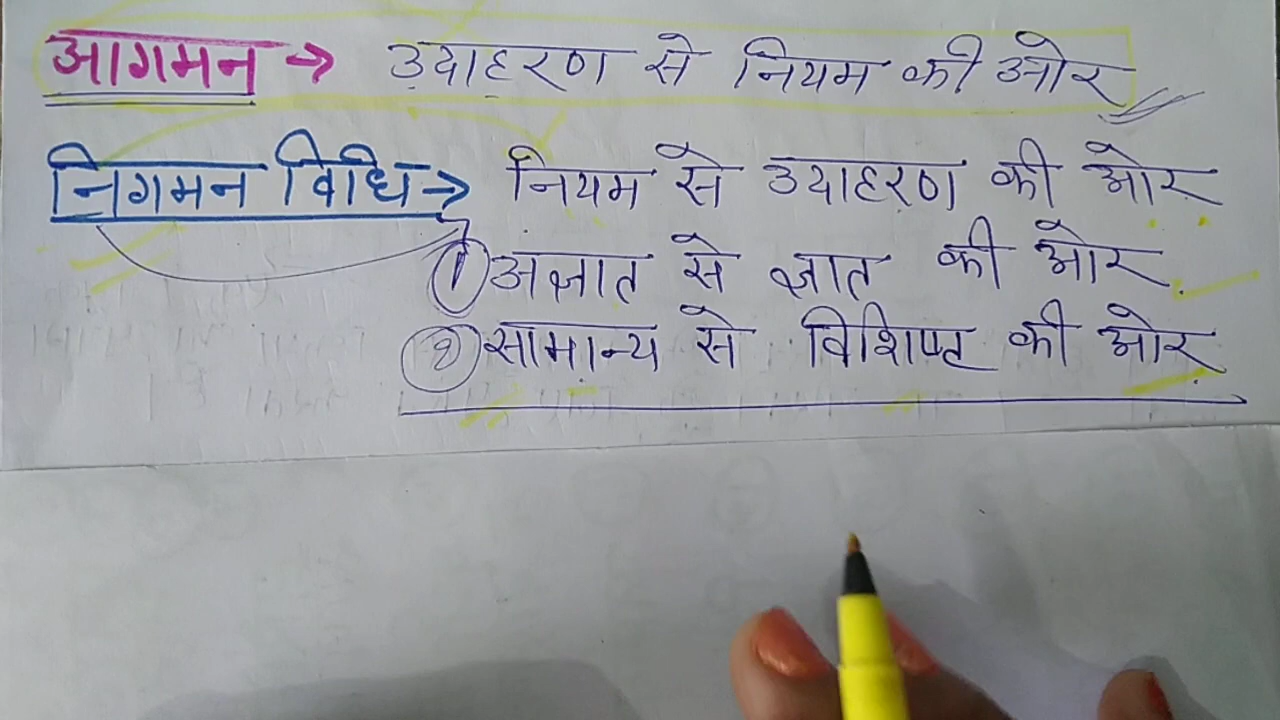 आगमन → उदाहरण से नियम की ओर
निगमन विधि → नियम से उदाहरण की ओर
① अज्ञात से ज्ञात की ओर.
② सामान्य से विशिष्ट की ओर